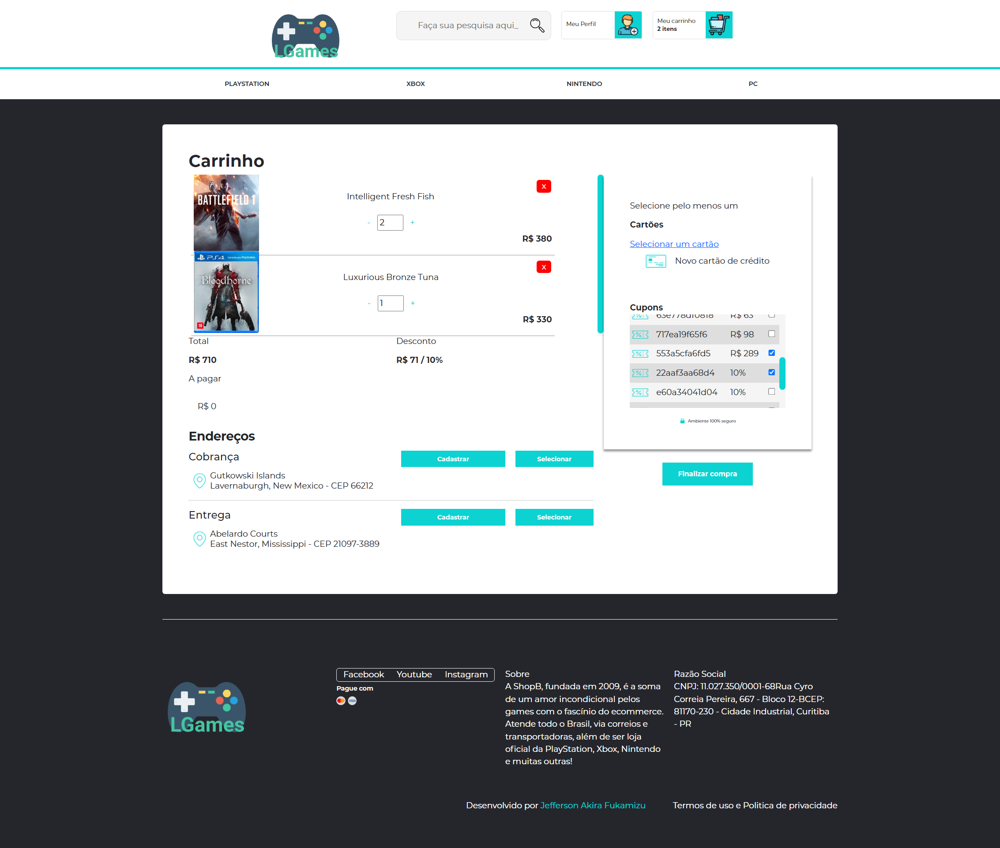 LGames
Faça sua pesquisa aqui_
Meu Perfil
Meu carrinho
2 itens
PLAYSTATION
XBOX
NINTENDO
PC
Carrinho
BATTLEFIELD 1
Intelligent Fresh Fish
x
- 2 +
R$ 380
PS4
Somente para PlayStation.
Bloodborne
16
Luxurious Bronze Tuna
x
- 1 +
R$ 330
Total
R$ 710
Desconto
R$ 71 / 10%
A pagar
R$ 0
Selecione pelo menos um
Cartões
Selecionar um cartão
Novo cartão de crédito
Cupons
63e778df0818 R$ 63
717ea19f65f6 R$ 98
553a5cfa6fd5 R$ 289
22aaf3aa68d4 10%
e60a34041d04 10%
Ambiente 100% seguro
Finalizar compra
Endereços
Cobrança
Cadastrar
Selecionar
Gutkowski Islands
Lavernaburgh, New Mexico - CEP 66212
Entrega
Cadastrar
Selecionar
Abelardo Courts
East Nestor, Mississippi - CEP 21097-3889
LGames
Facebook Youtube Instagram
Pague com
VISA
Sobre
A ShopB, fundada em 2009, é a soma
de um amor incondicional pelos
games com o fascínio do ecommerce.
Atende todo o Brasil, via correios e
transportadoras, além de ser loja
oficial da PlayStation, Xbox, Nintendo
e muitas outras!
Razão Social
CNPJ: 11.027.350/0001-68Rua Cyro
Correia Pereira, 667 - Bloco 12-BCEP:
81170-230 - Cidade Industrial, Curitiba
- PR
Desenvolvido por Jefferson Akira Fukamizu
Termos de uso e Politica de privacidade